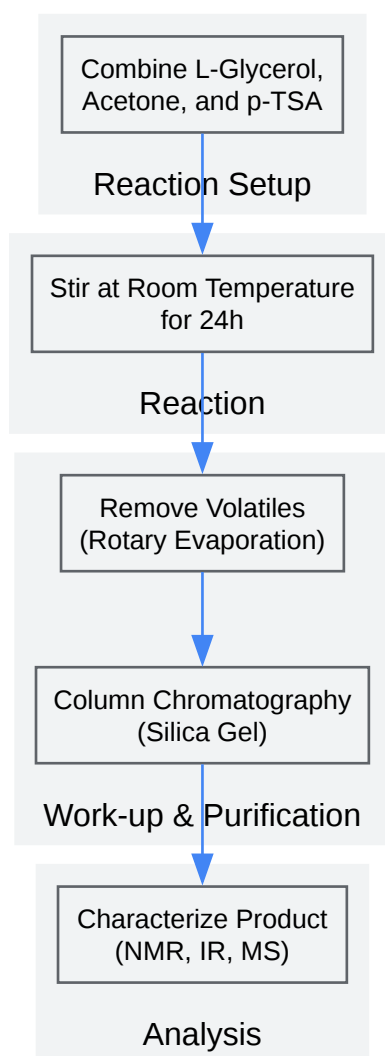 Combine L-Glycerol,
Acetone, and p-TSA
Reaction Setup
Stir at Room Temperature
for 24h
Reaction
Remove Volatiles
(Rotary Evaporation)
Column Chromatography
(Silica Gel)
Work-up & Purification
Characterize Product
(NMR, IR, MS)
Analysis